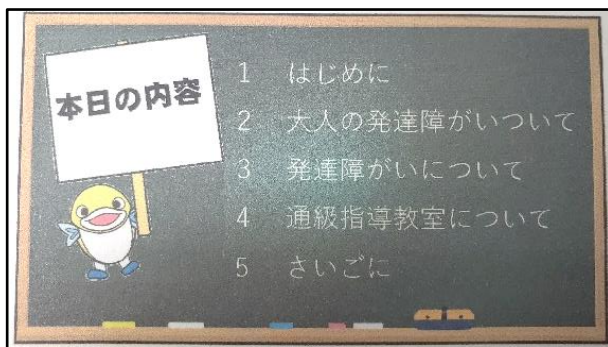 本日の内容
1 はじめに
2 大人の発達障がいついて
3 発達障がいについて
4 通級指導教室について
5 さいごに